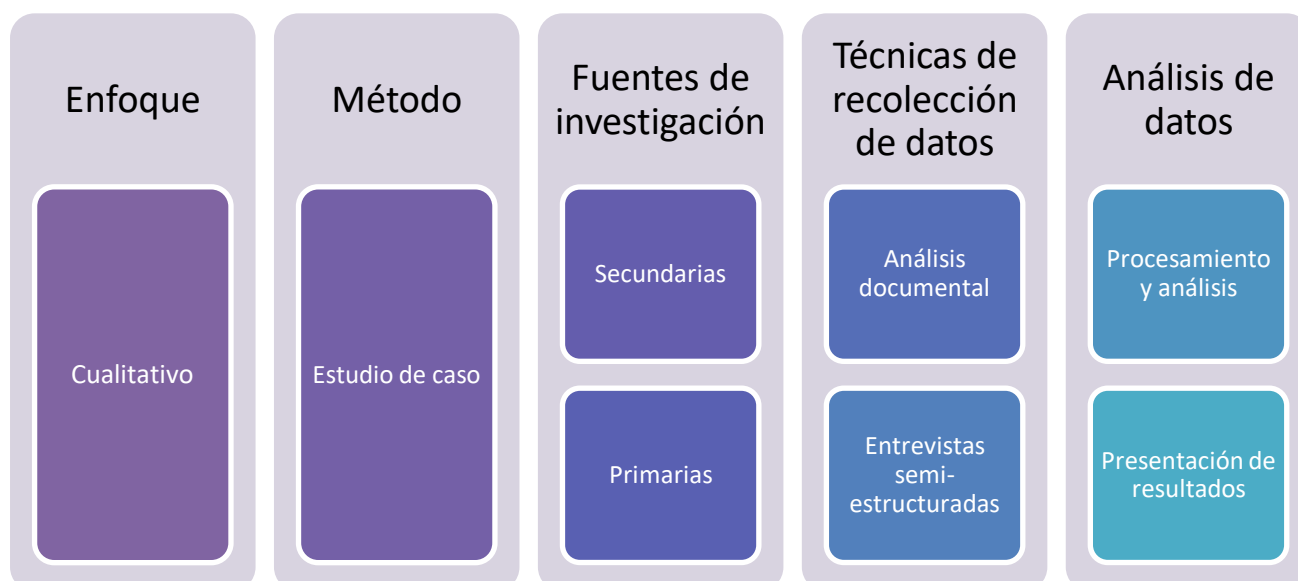 Enfoque
Cualitativo
Método
Estudio de caso
Fuentes de
investigación
Secundarias
Primarias
Técnicas de
recolección
de datos
Análisis
documental
Entrevistas
semi-
estructuradas
Análisis de
datos
Procesamiento
y análisis
Presentación de
resultados